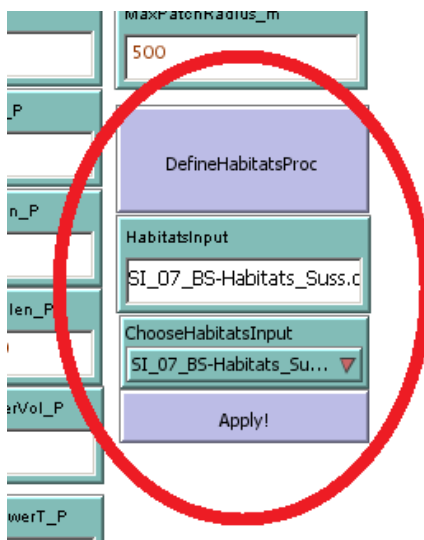 MaxPatchRadius_m
500
_P
DefineHabitatsProc
n_P
HabitatsInput
SI_07_BS-Habitats_Suss.c
len_P
ChooseHabitatsInput
SI_07_BS-Habitats_Su...
erVol_P
Apply!
werT_P